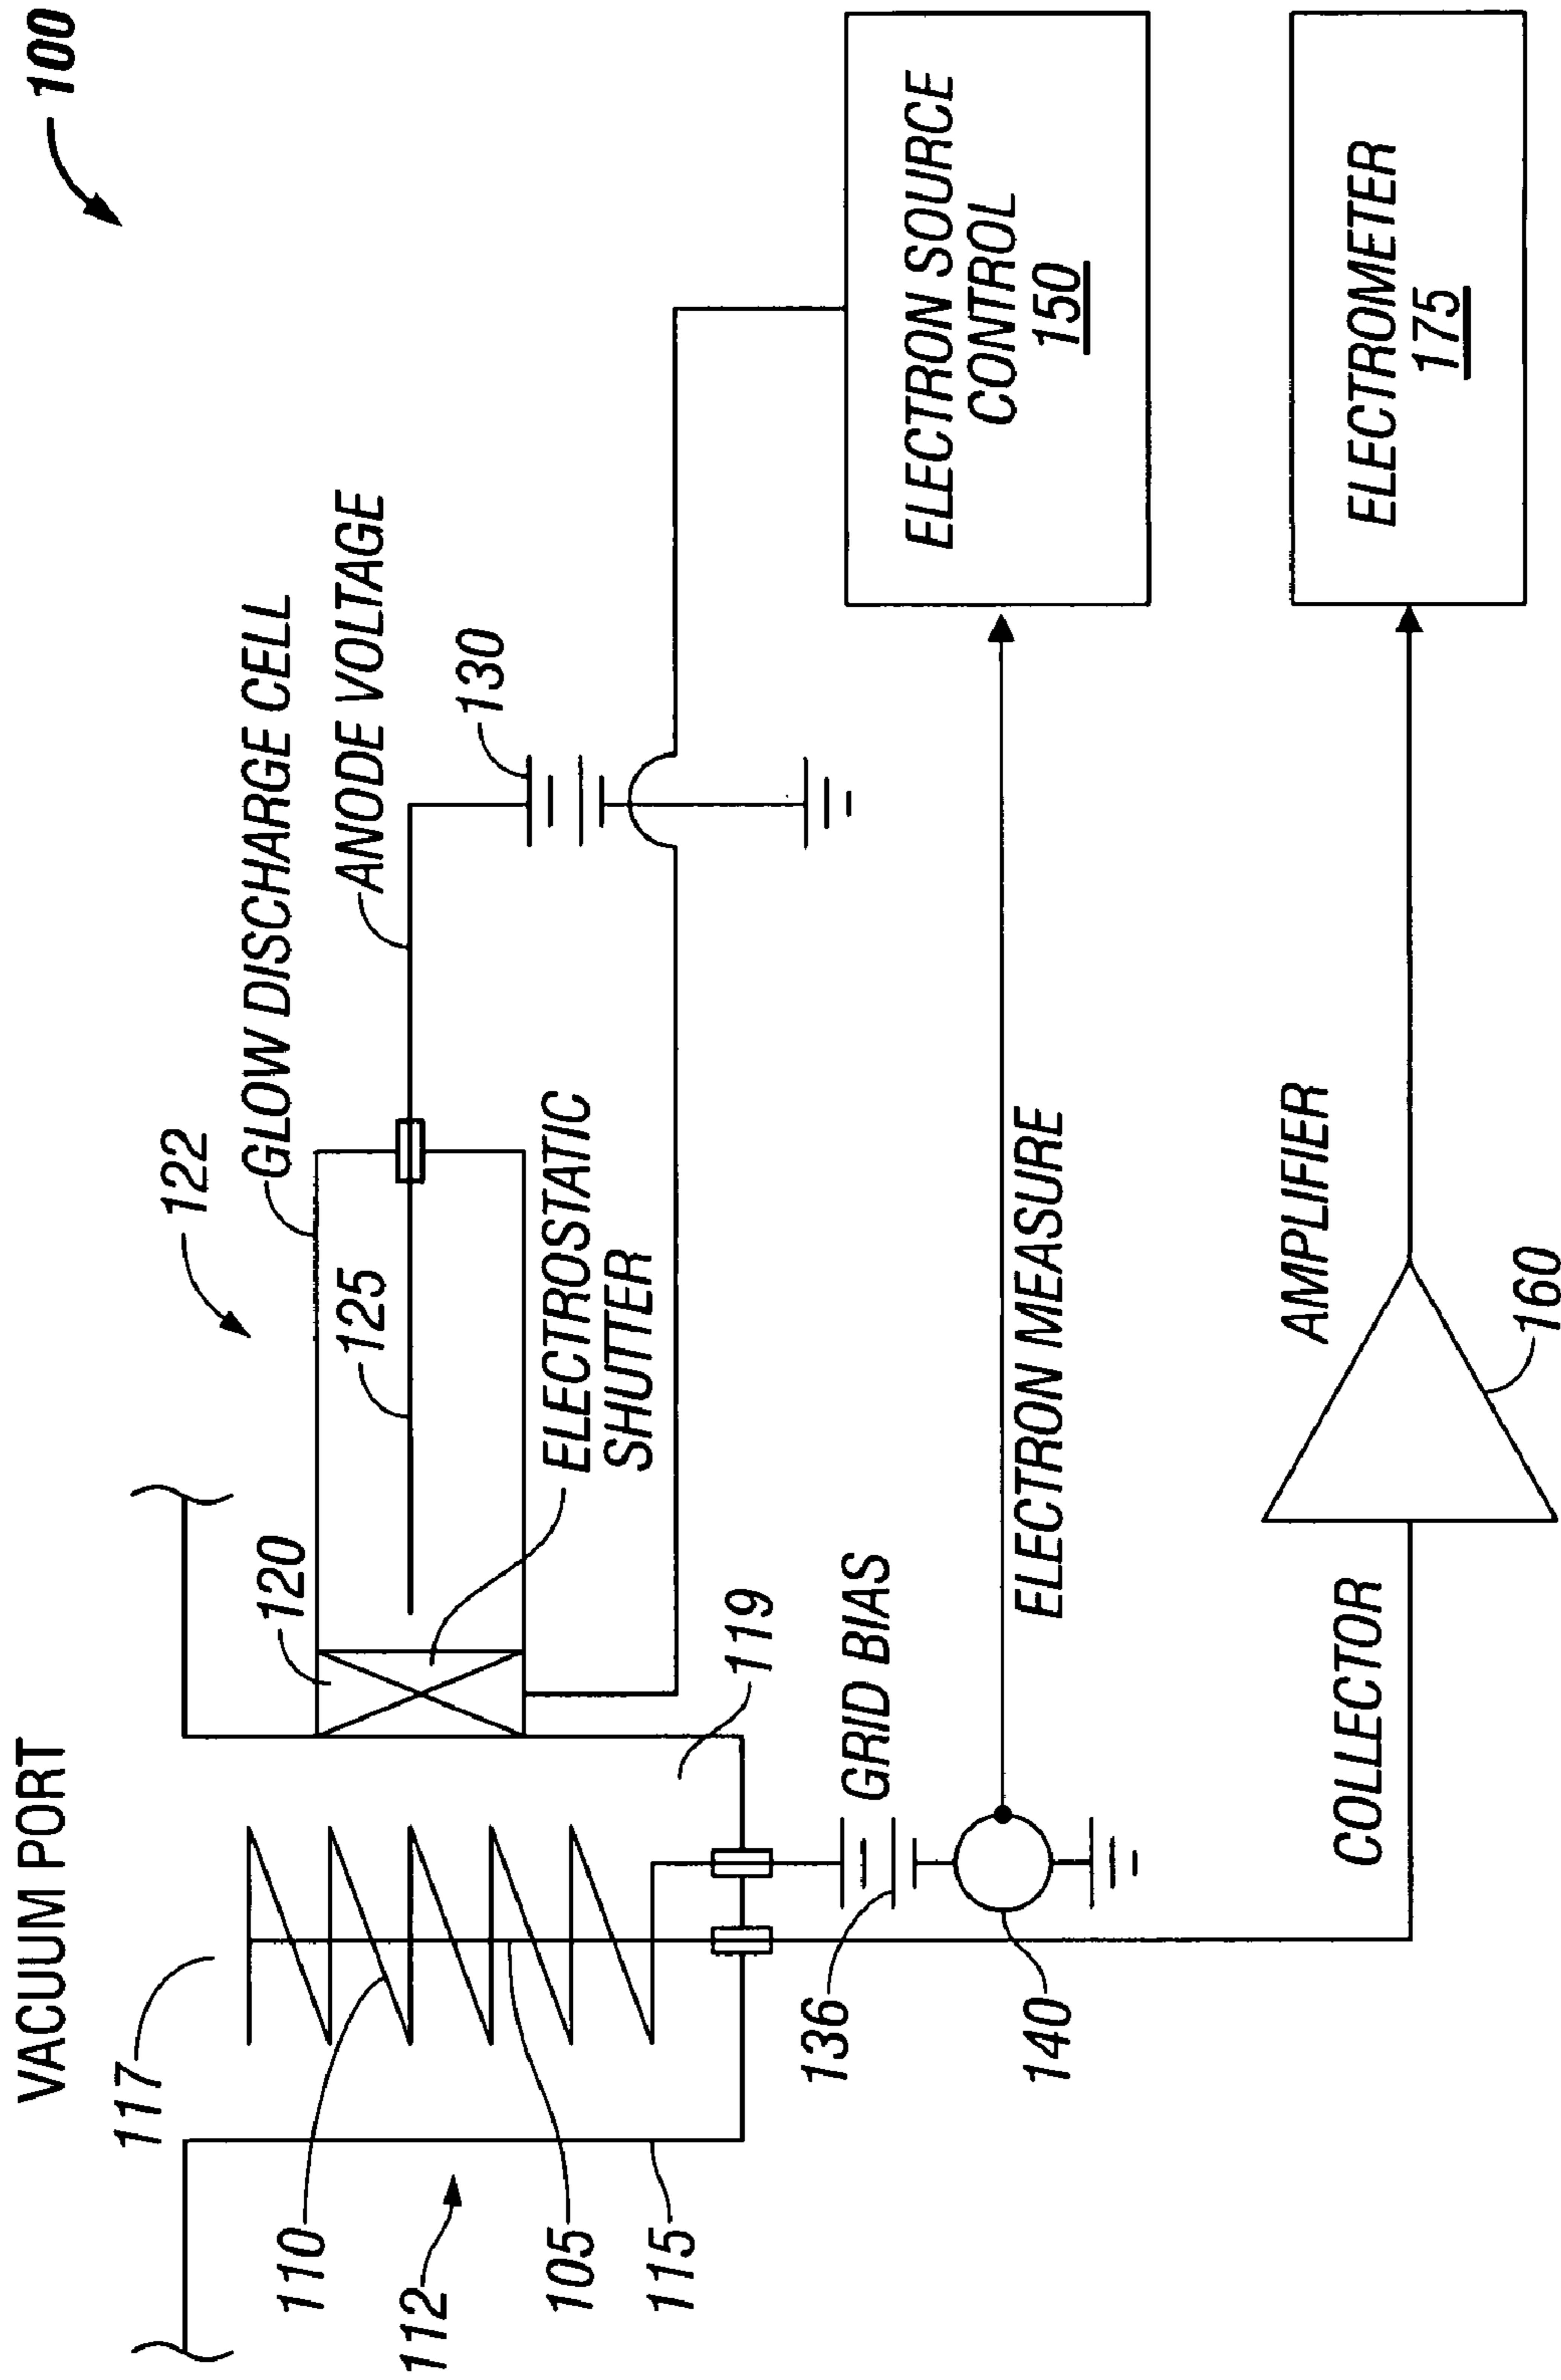 100
VACUUM PORT
117
110
112
105
115
122
GLOW DISCHARGE CELL
120
125
ANODE VOLTAGE
130
ELECTROSTATIC
SHUTTER
119
GRID BIAS
136
140
ELECTRON MEASURE
ELECTRON SOURCE
CONTROL
150
COLLECTOR
AMPLIFIER
160
ELECTROMETER
175